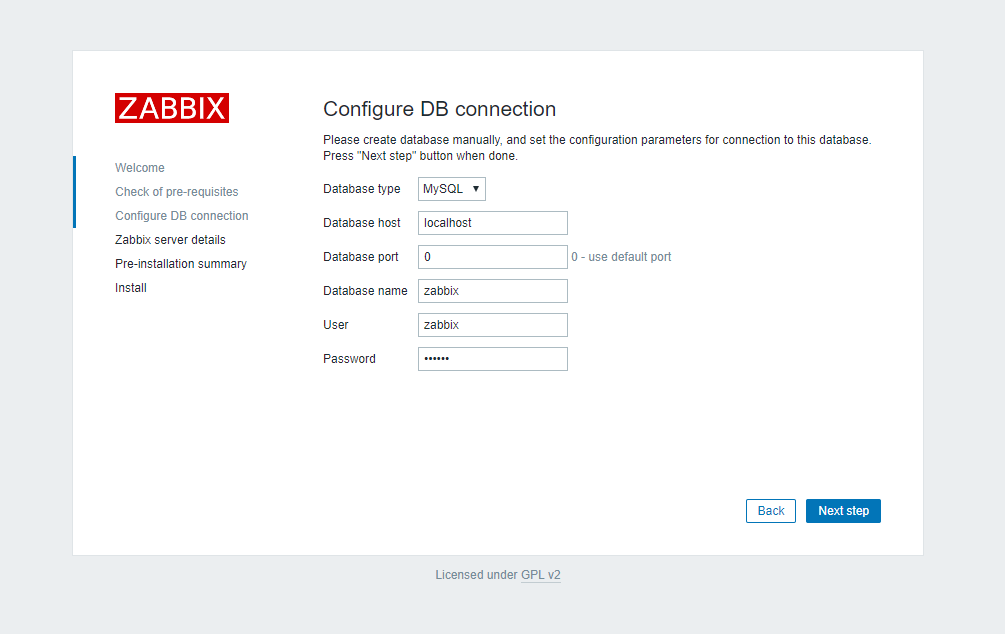 ZABBIX
Welcome
Check of pre-requisites
Configure DB connection
Zabbix server details
Pre-installation summary
Install
Configure DB connection
Please create database manually, and set the configuration parameters for connection to this database.
Press "Next step" button when done.
Database type MySQL ▼
Database host localhost
Database port 0 0 - use default port
Database name zabbix
User zabbix
Password ••••••
Back Next step
Licensed under GPL v2